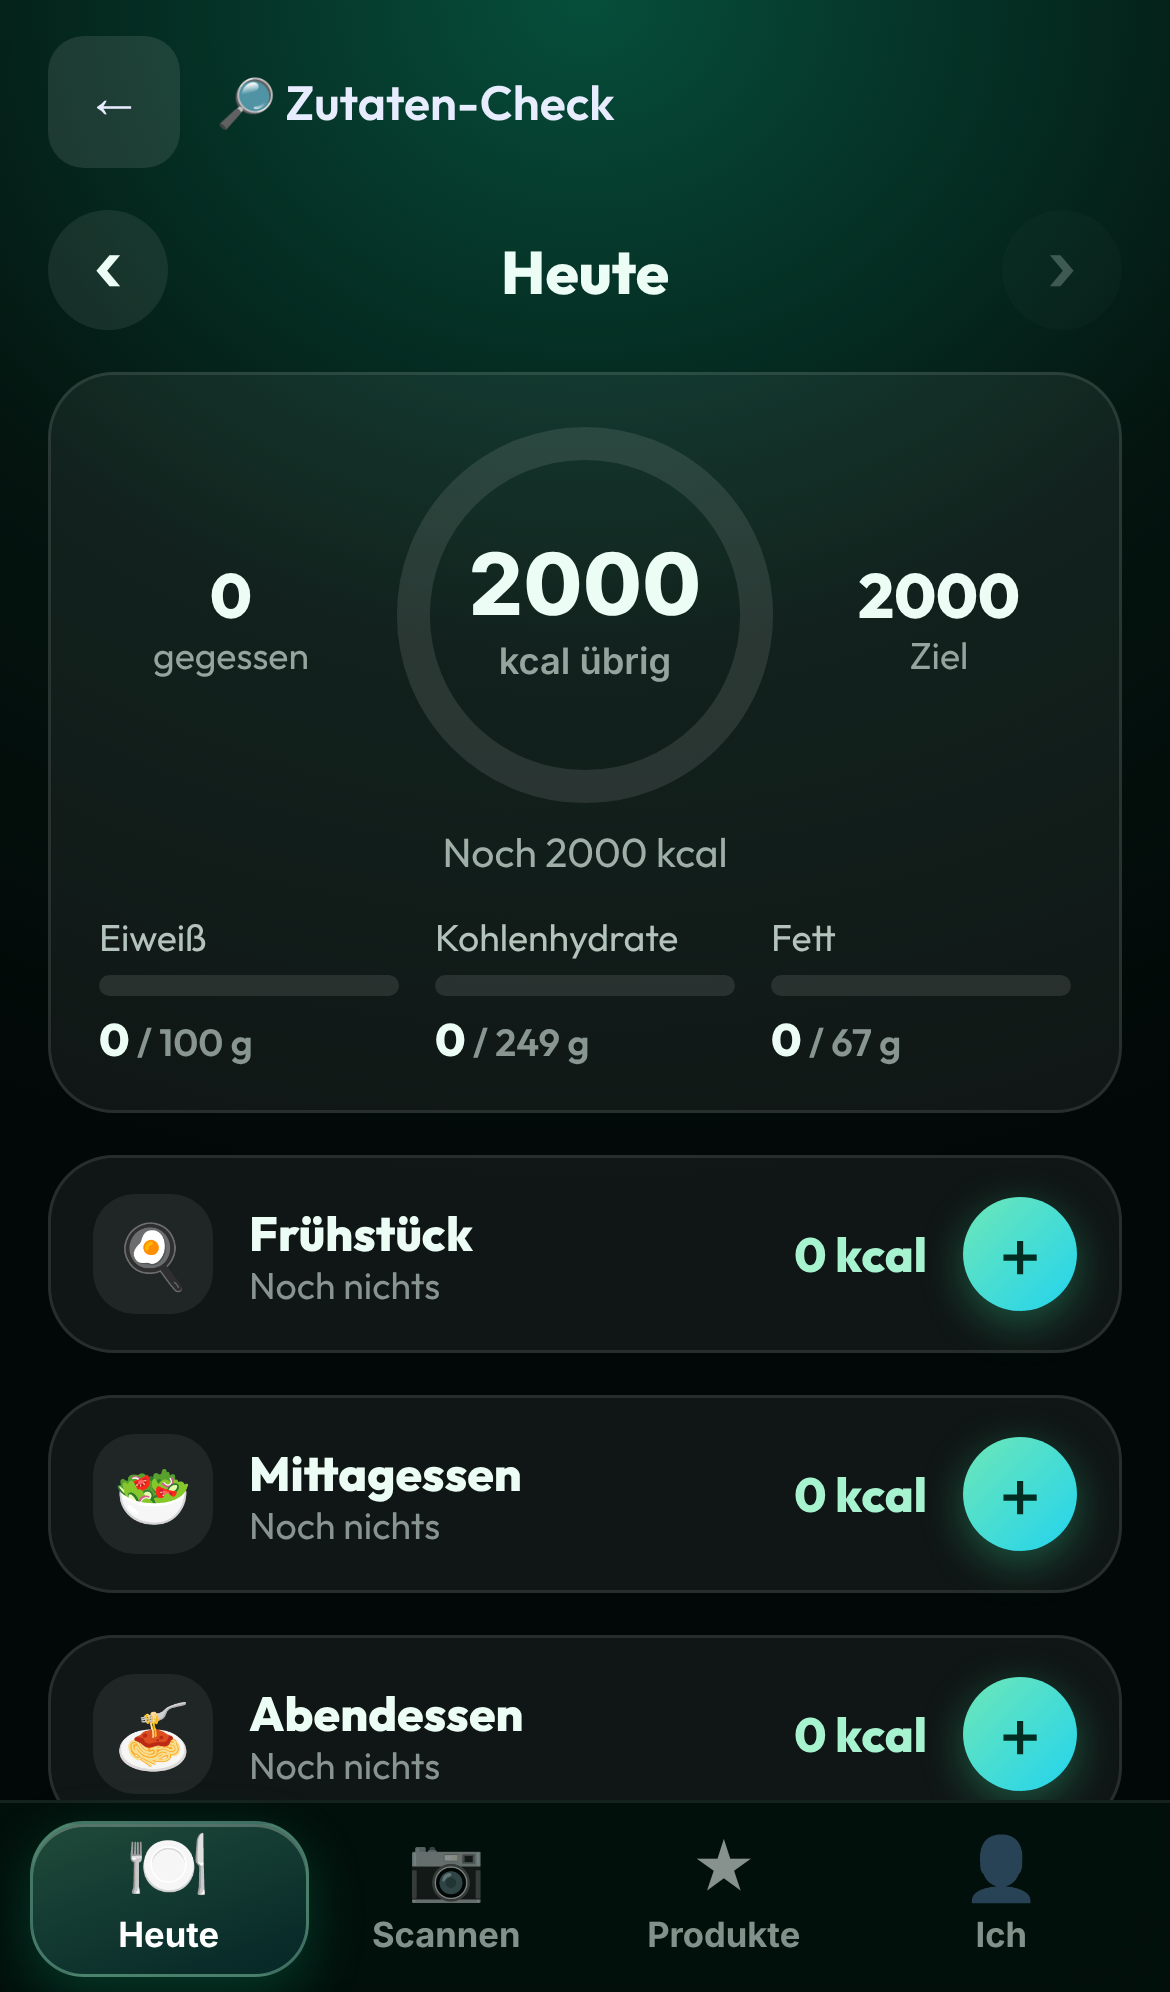 ← 🔎 Zutaten-Check
‹ Heute ›
0
gegessen
2000
kcal übrig
2000
Ziel
Noch 2000 kcal
Eiweiß
0 / 100 g
Kohlenhydrate
0 / 249 g
Fett
0 / 67 g
Frühstück
Noch nichts
0 kcal +
Mittagessen
Noch nichts
0 kcal +
Abendessen
Noch nichts
0 kcal +
Heute
Scannen
Produkte
Ich